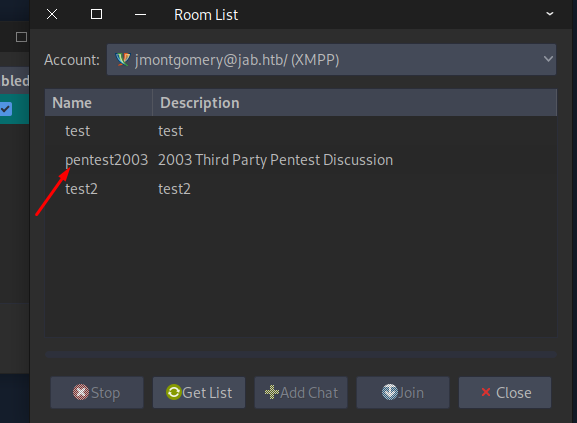 Room List
bled
Account: jmontgomery@jab.htb/ (XMPP)
Name Description
test test
pentest2003 2003 Third Party Pentest Discussion
test2 test2
Stop Get List Add Chat Join Close